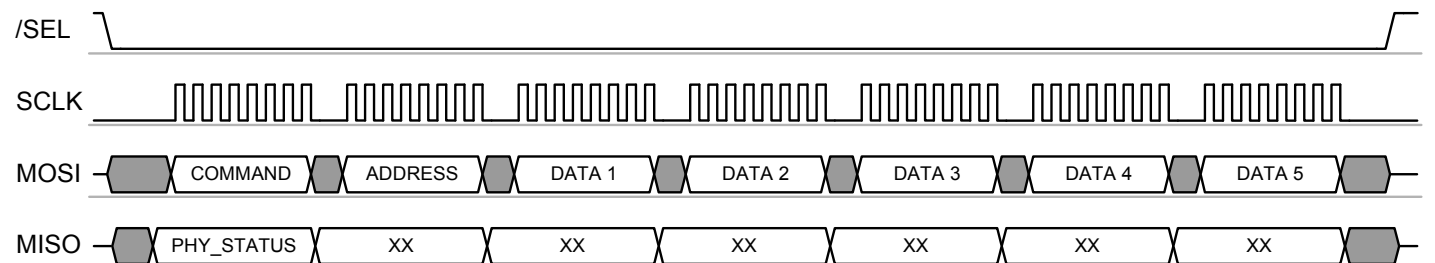 /SEL
SCLK
MOSI COMMAND ADDRESS DATA 1 DATA 2 DATA 3 DATA 4 DATA 5
MISO PHY_STATUS XX XX XX XX XX XX